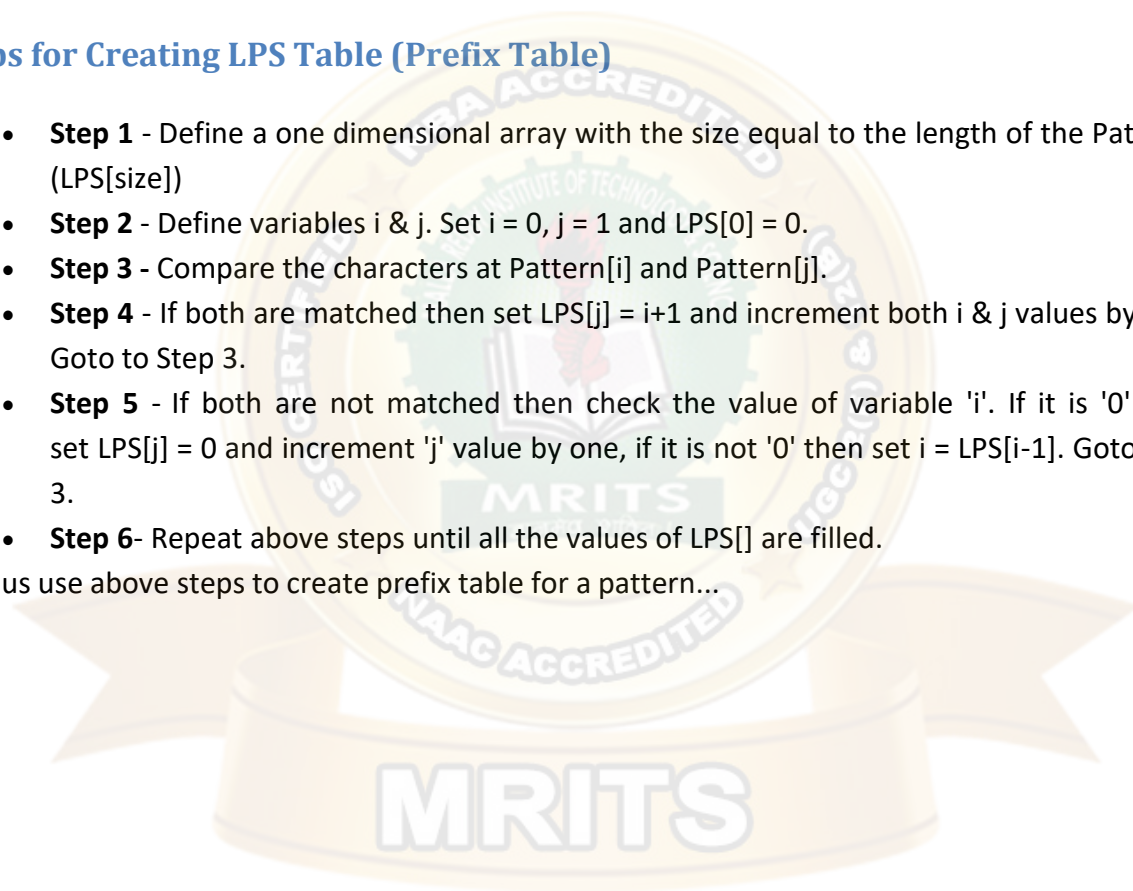 ps for Creating LPS Table (Prefix Table)
• Step 1 - Define a one dimensional array with the size equal to the length of the Pat
(LPS[size])
• Step 2 - Define variables i & j. Set i = 0, j = 1 and LPS[0] = 0.
• Step 3 - Compare the characters at Pattern[i] and Pattern[j].
• Step 4 - If both are matched then set LPS[j] = i+1 and increment both i & j values by
Goto to Step 3.
• Step 5 - If both are not matched then check the value of variable 'i'. If it is '0'
set LPS[j] = 0 and increment 'j' value by one, if it is not '0' then set i = LPS[i-1]. Goto
3.
• Step 6- Repeat above steps until all the values of LPS[] are filled.
us use above steps to create prefix table for a pattern...
NBA ACCREDITED
INSTITUTE OF TECHNOLOGY
CERTIFIED
UGC
MRITS
NAAC ACCREDITED
MRITS